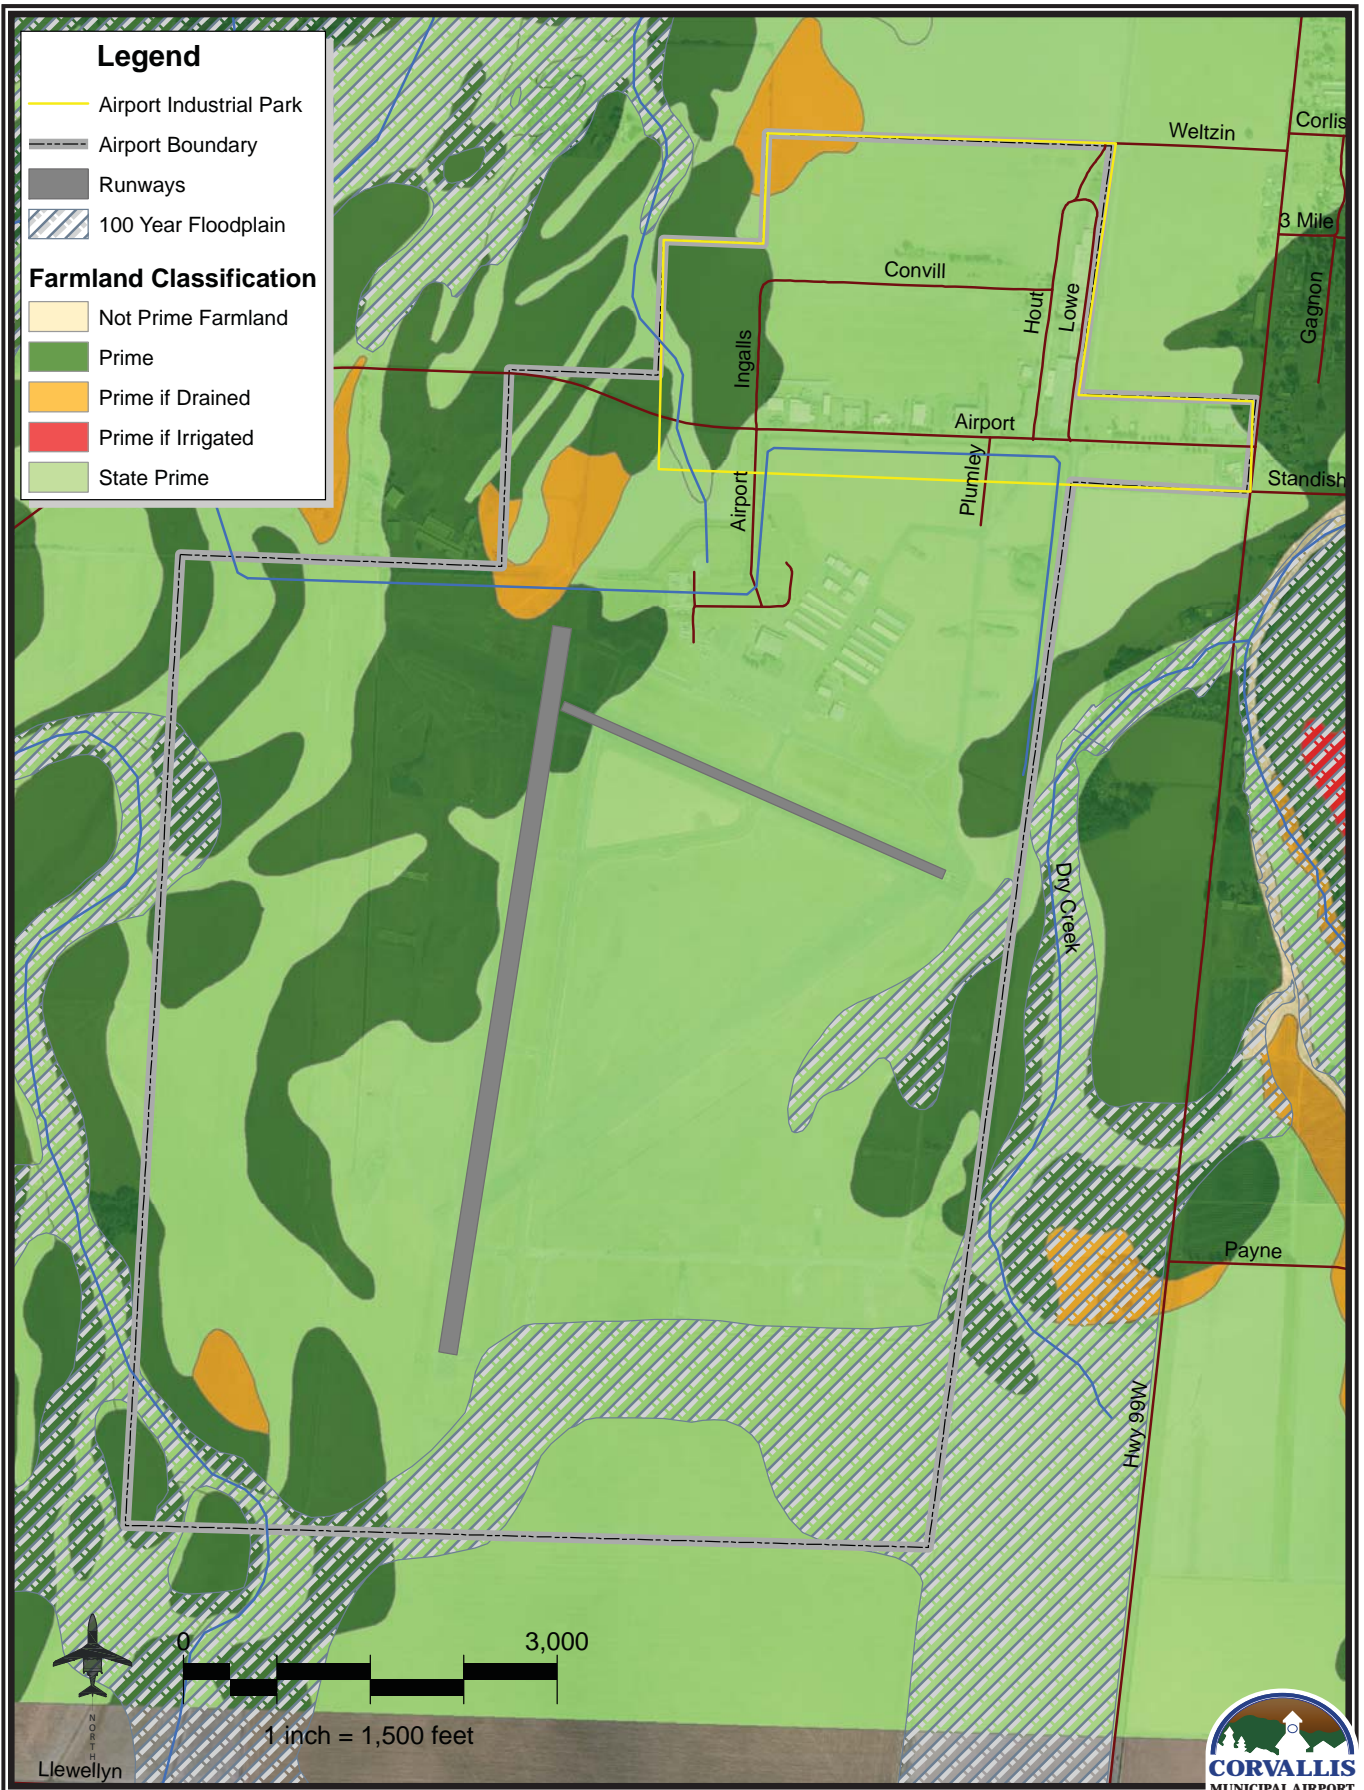 Legend
Airport Industrial Park
Airport Boundary
Runways
100 Year Floodplain
Farmland Classification
Not Prime Farmland
Prime
Prime if Drained
Prime if Irrigated
State Prime
Weltzin
Corlis
3 Mile
Gagnon
Convill
Hout
Lowe
Ingalls
Airport
Plumley
Standish
Airport
Dry Creek
Payne
Hwy 99W
0
3,000
1 inch = 1,500 feet
NORTH
Llewellyn
CORVALLIS
MUNICIPAL AIRPORT